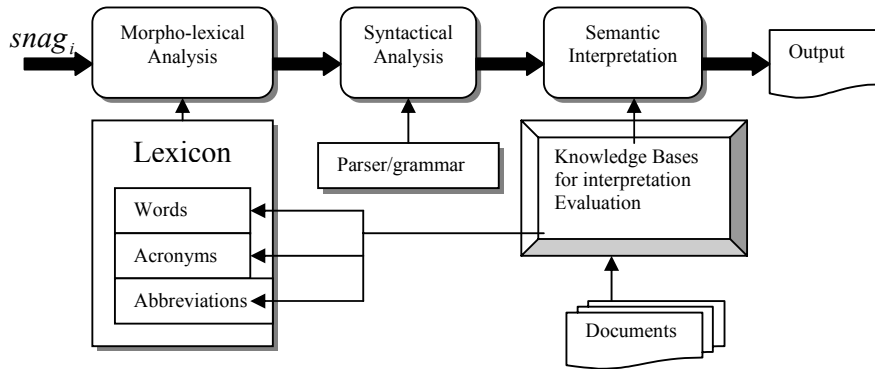 snag i
Morpho-lexical
Analysis
Syntactical
Analysis
Semantic
Interpretation
Output
Lexicon
Words
Acronyms
Abbreviations
Parser/grammar
Knowledge Bases
for interpretation
Evaluation
Documents